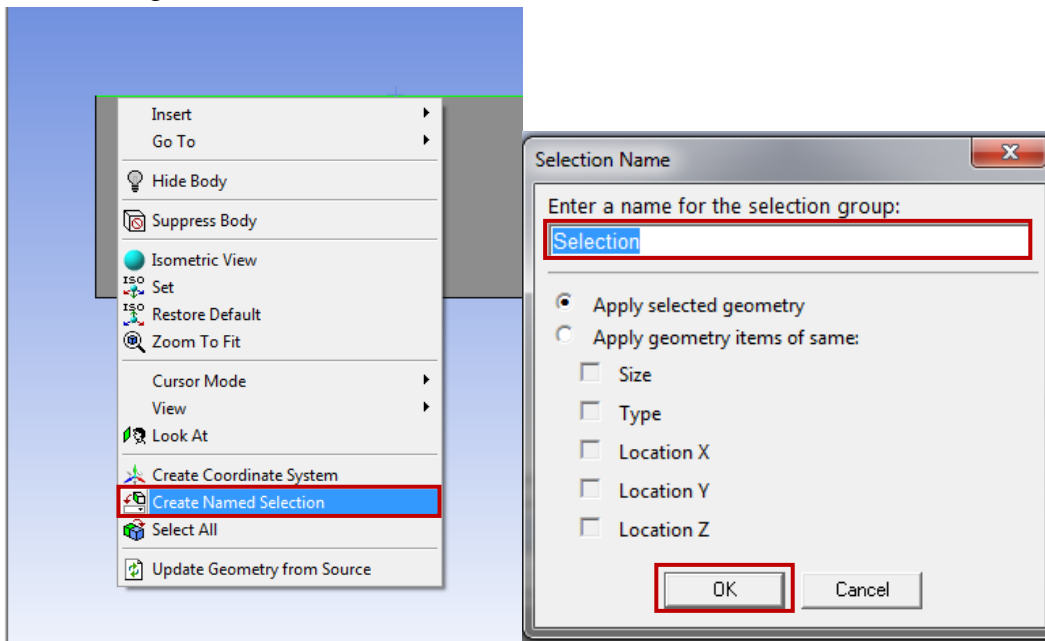 Insert
Go To
Hide Body
Suppress Body
Isometric View
ISO
Set
ISO
Restore Default
Zoom To Fit
Cursor Mode
View
Look At
Create Coordinate System
Create Named Selection
Select All
Update Geometry from Source
Selection Name
Enter a name for the selection group:
Selection
Apply selected geometry
Apply geometry items of same:
Size
Type
Location X
Location Y
Location Z
OK
Cancel